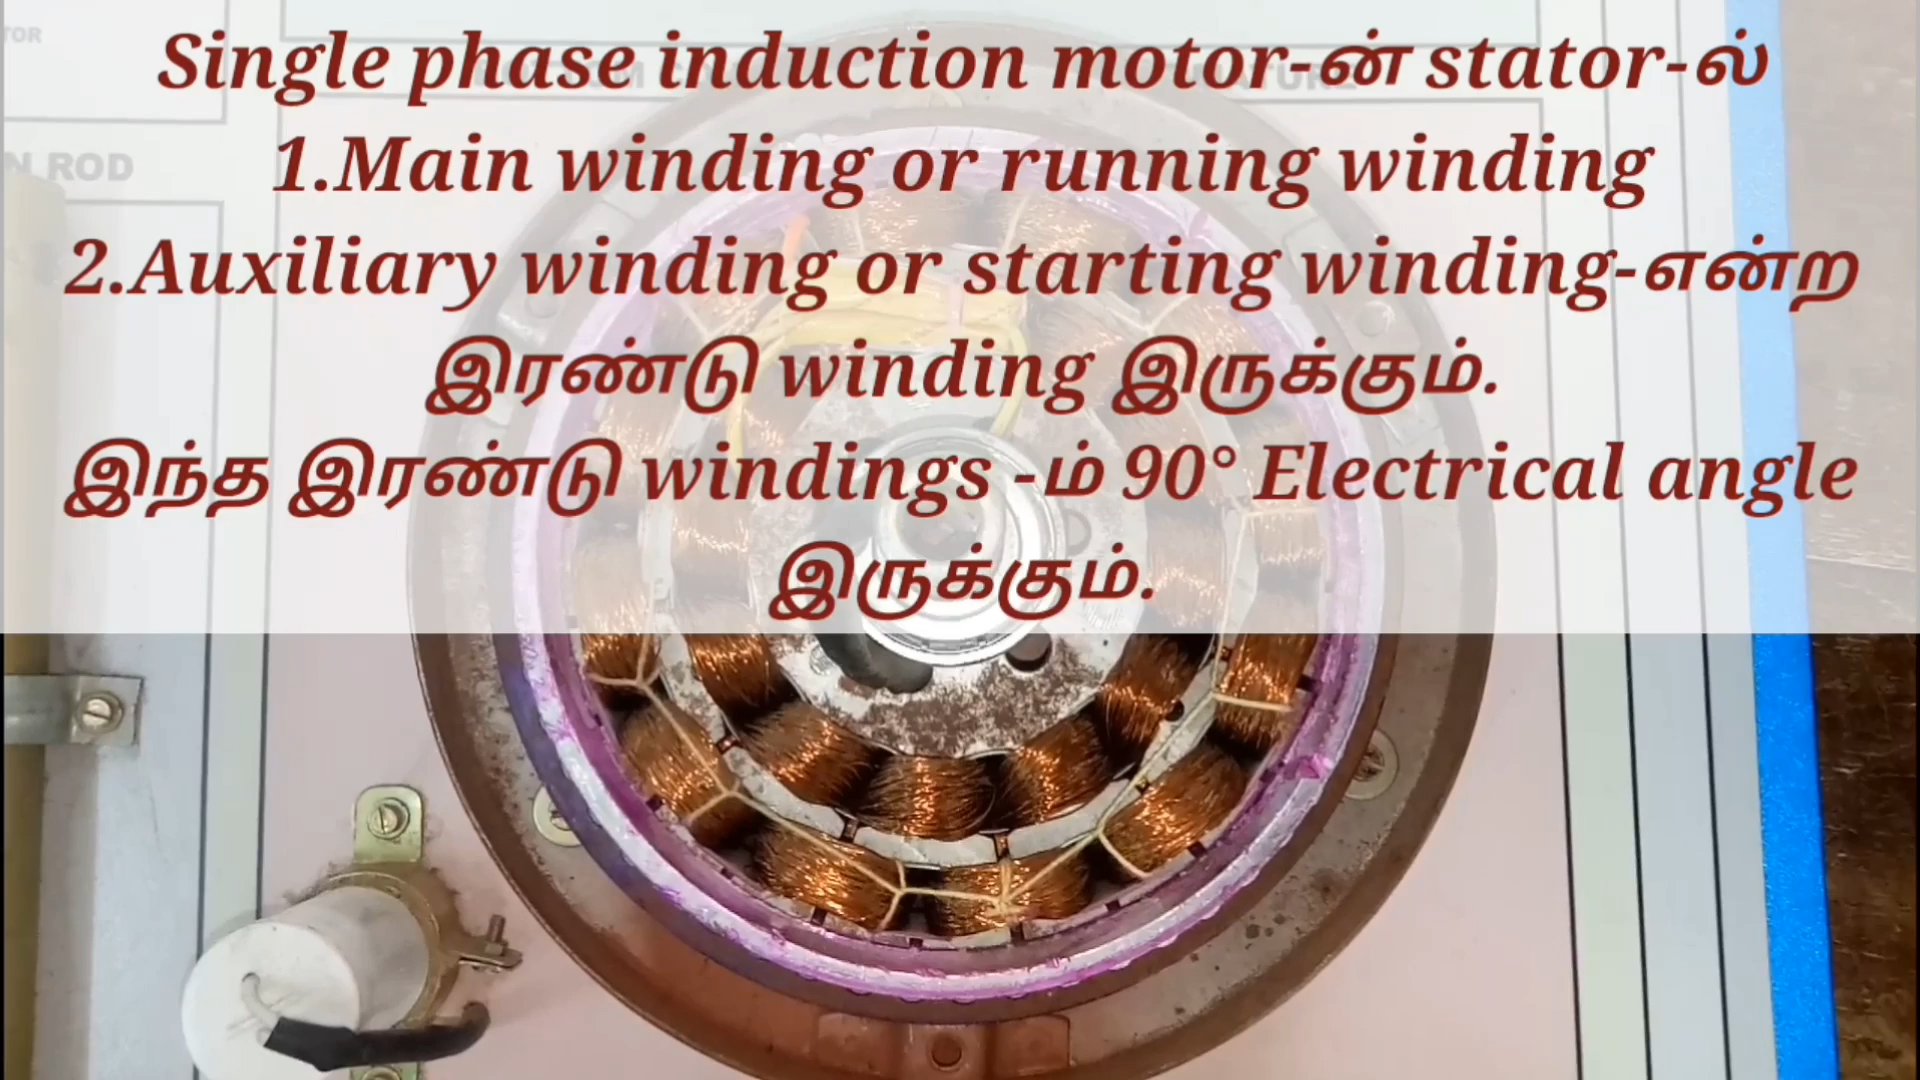 Single phase induction motor-ன் stator-ல்
1.Main winding or running winding
2.Auxiliary winding or starting winding-என்ற
இரண்டு winding இருக்கும்.
இந்த இரண்டு windings -ம் 90° Electrical angle
இருக்கும்.
N ROD